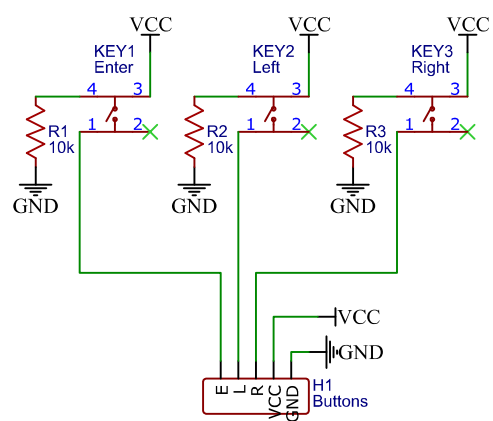 VCC VCC VCC
KEY1 KEY2 KEY3
Enter Left Right
4 3 4 3 4 3
1 2 1 2 1 2
R1 R2 R3
10k 10k 10k
GND GND GND
VCC
GND
E L R VCC GND
H1
Buttons